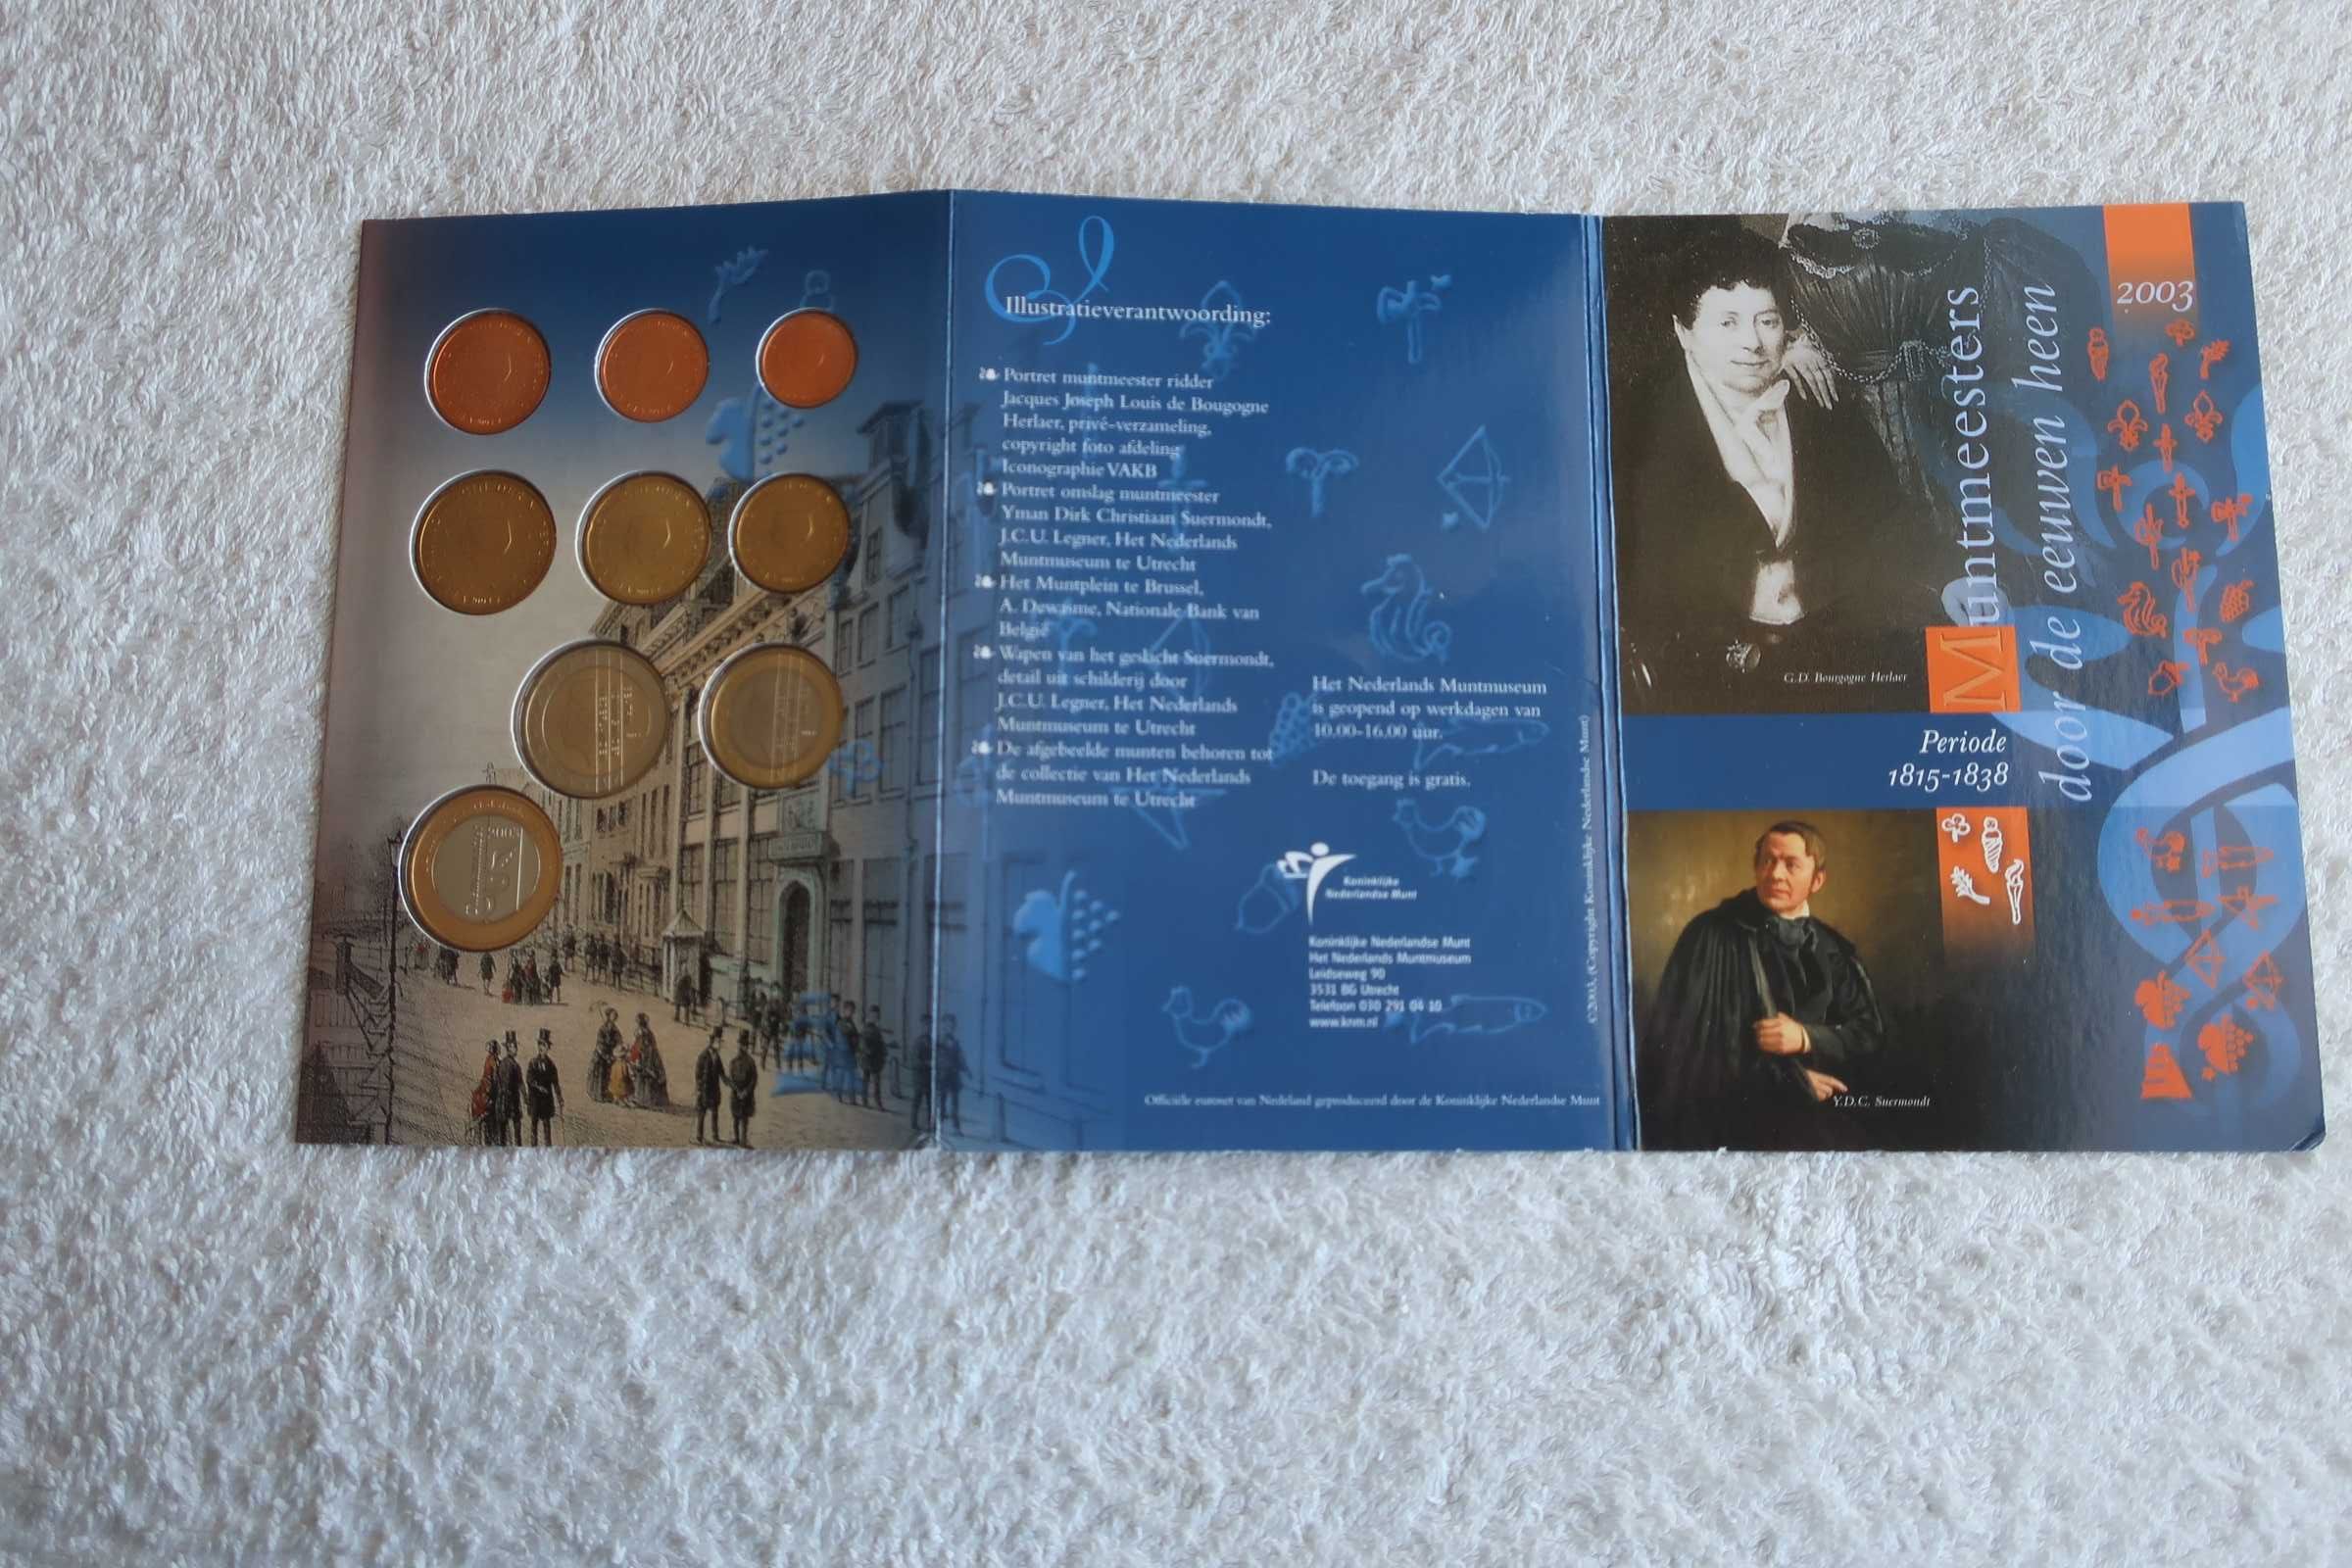 Illustratieverantwoording:
Portret muntmeester ridder
Jacques Joseph Louis de Bougogne
Herlaer, privé-verzameling,
copyright foto afdeling
Iconographie VAKB
Portret omslag muntmeester
Yman Dirk Christiaan Suermondt,
J.C.U. Legner, Het Nederlands
Muntmuseum te Utrecht
Het Muntplein te Brussel,
A. Dewasme, Nationale Bank van
België
Wapen van het geslacht Suermondt,
detail uit schilderij door
J.C.U. Legner, Het Nederlands
Muntmuseum te Utrecht
De afgebeelde munten behoren tot
de collectie van Het Nederlands
Muntmuseum te Utrecht
Het Nederlands Muntmuseum
is geopend op werkdagen van
10.00-16.00 uur.
De toegang is gratis.
Koninklijke
Nederlandse Munt
Koninklijke Nederlandse Munt
Het Nederlands Muntmuseum
Leidseweg 90
3531 BG Utrecht
Telefoon 030 291 04 10
www.knm.nl
©2003, (Copyright Koninklijke Nederlandse Munt)
Officiële euroset van Nedeland geproduceerd door de Koninklijke Nederlandse Munt
2003
Muntmeesters
door de eeuwen heen
G.D. Bourgogne Herlaer
Periode
1815-1838
Y.D.C. Suermondt